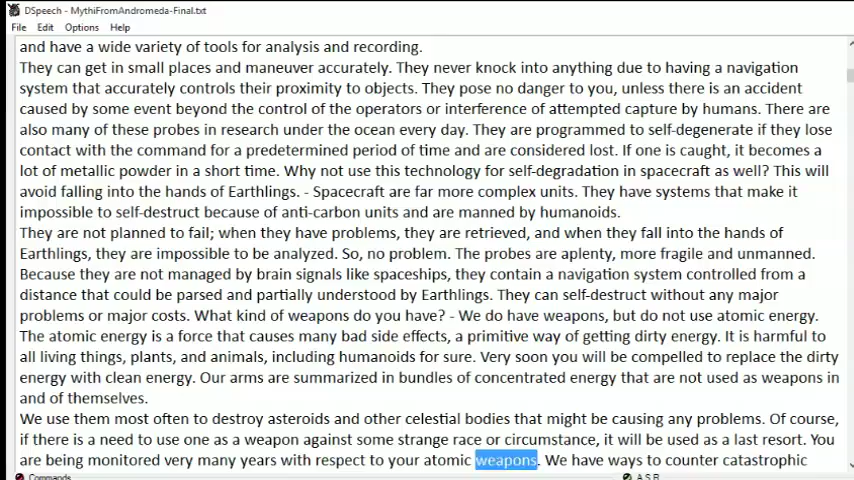 DSpeech - MythiFromAndromeda-Final.txt
File Edit Options Help
and have a wide variety of tools for analysis and recording.
They can get in small places and maneuver accurately. They never knock into anything due to having a navigation
system that accurately controls their proximity to objects. They pose no danger to you, unless there is an accident
caused by some event beyond the control of the operators or interference of attempted capture by humans. There are
also many of these probes in research under the ocean every day. They are programmed to self-degenerate if they lose
contact with the command for a predetermined period of time and are considered lost. If one is caught, it becomes a
lot of metallic powder in a short time. Why not use this technology for self-degradation in spacecraft as well? This will
avoid falling into the hands of Earthlings. - Spacecraft are far more complex units. They have systems that make it
impossible to self-destruct because of anti-carbon units and are manned by humanoids.
They are not planned to fail; when they have problems, they are retrieved, and when they fall into the hands of
Earthlings, they are impossible to be analyzed. So, no problem. The probes are aplenty, more fragile and unmanned.
Because they are not managed by brain signals like spaceships, they contain a navigation system controlled from a
distance that could be parsed and partially understood by Earthlings. They can self-destruct without any major
problems or major costs. What kind of weapons do you have? - We do have weapons, but do not use atomic energy.
The atomic energy is a force that causes many bad side effects, a primitive way of getting dirty energy. It is harmful to
all living things, plants, and animals, including humanoids for sure. Very soon you will be compelled to replace the dirty
energy with clean energy. Our arms are summarized in bundles of concentrated energy that are not used as weapons in
and of themselves.
We use them most often to destroy asteroids and other celestial bodies that might be causing any problems. Of course,
if there is a need to use one as a weapon against some strange race or circumstance, it will be used as a last resort. You
are being monitored very many years with respect to your atomic weapons. We have ways to counter catastrophic
Commands A.S.R.